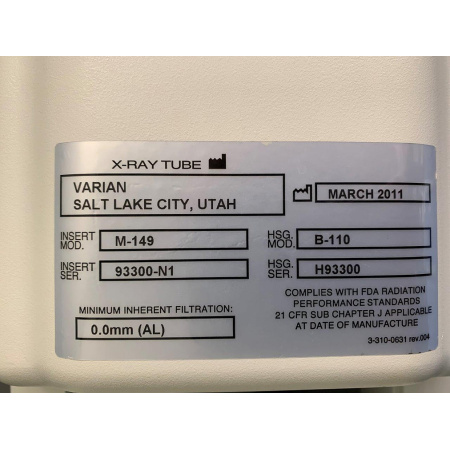 X-RAY TUBE
VARIAN
SALT LAKE CITY, UTAH
MARCH 2011
INSERT MOD. M-149
HSG. MOD. B-110
INSERT SER. 93300-N1
HSG. SER. H93300
MINIMUM INHERENT FILTRATION:
0.0mm (AL)
COMPLIES WITH FDA RADIATION
PERFORMANCE STANDARDS
21 CFR SUB CHAPTER J APPLICABLE
AT DATE OF MANUFACTURE
3-310-0631 rev.004